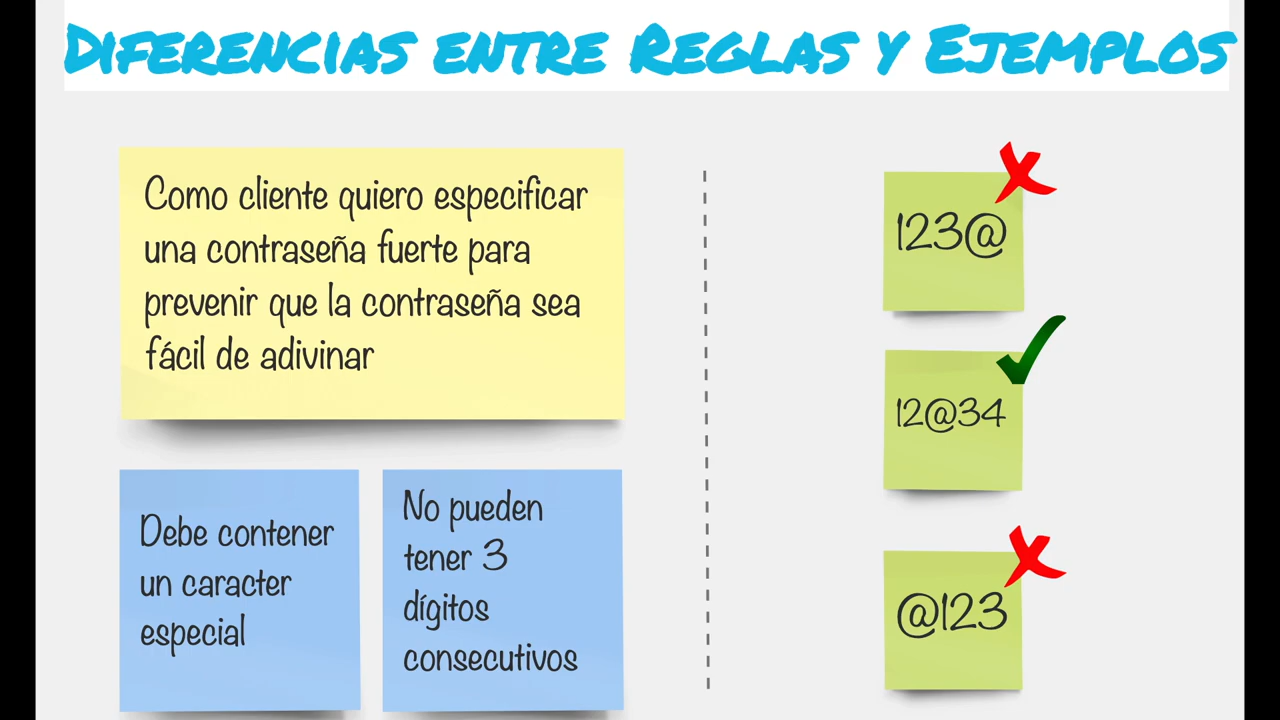 Diferencias entre Reglas y Ejemplos
Como cliente quiero especificar
una contraseña fuerte para
prevenir que la contraseña sea
fácil de adivinar
Debe contener
un caracter
especial
No pueden
tener 3
dígitos
consecutivos
123@
12@34
@123